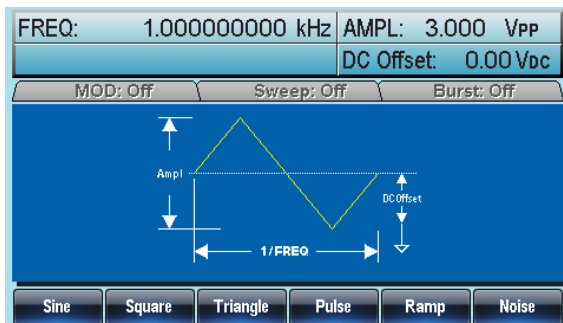 FREQ: 1.000000000 kHz AMPL: 3.000 VPP
DC Offset: 0.00 VDC
MOD: Off Sweep: Off Burst: Off
Ampl
DC Offset
1/FREQ
Sine Square Triangle Pulse Ramp Noise